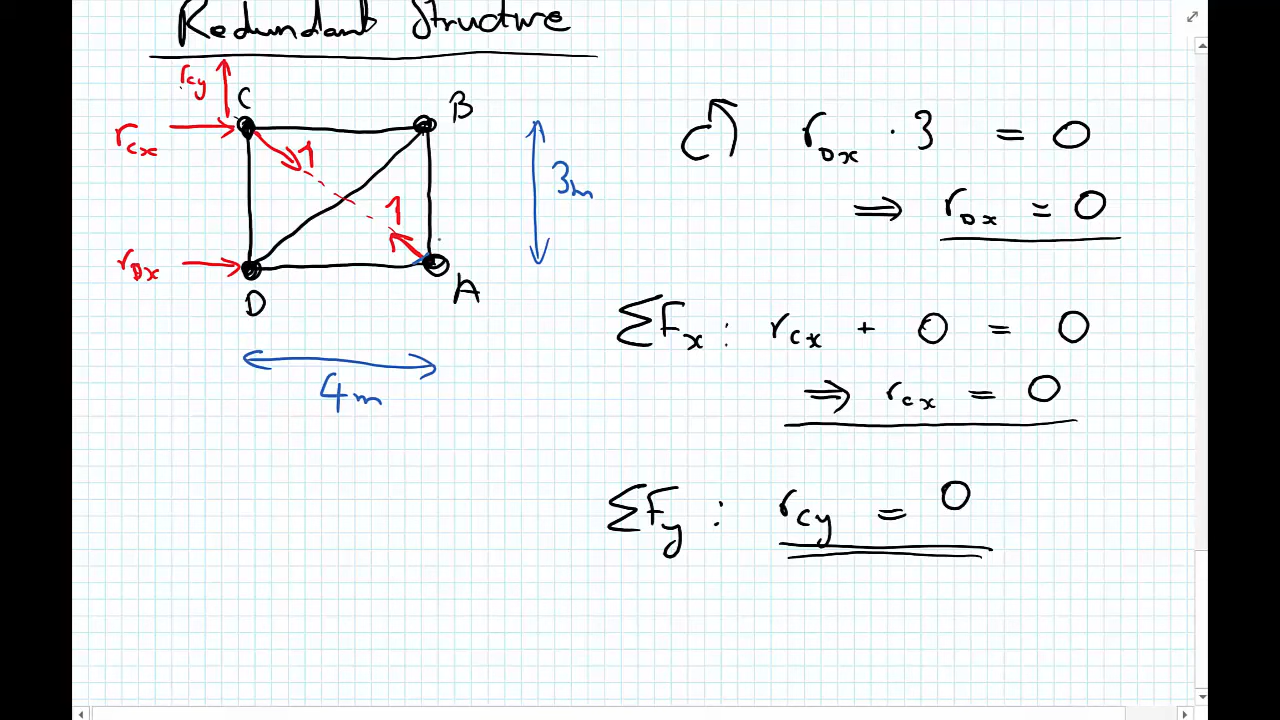 Redundant Structure
rcy
C
B
rcx
1
3m
1
rDx
D
A
4m
rDx · 3 = 0
⟹ rDx = 0
ΣFx : rcx + 0 = 0
⟹ rcx = 0
ΣFy : rcy = 0